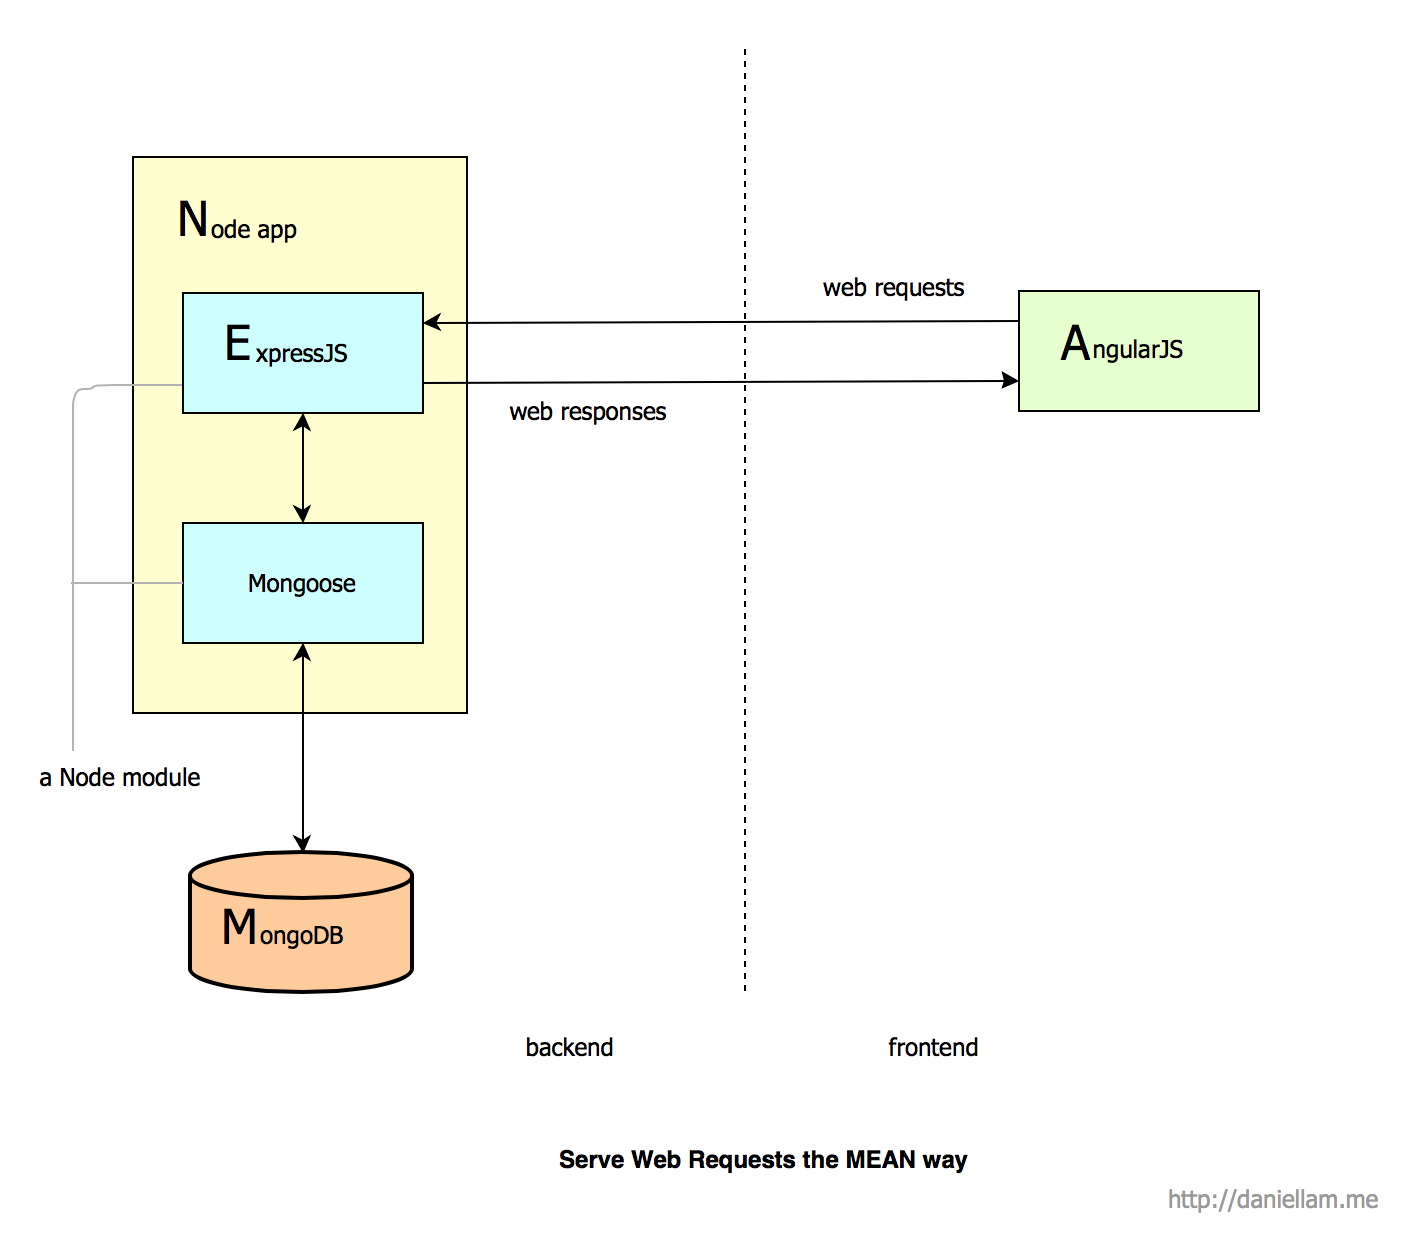 Node app
web requests
ExpressJS
AngularJS
web responses
Mongoose
a Node module
MongoDB
backend
frontend
Serve Web Requests the MEAN way
http://daniellam.me